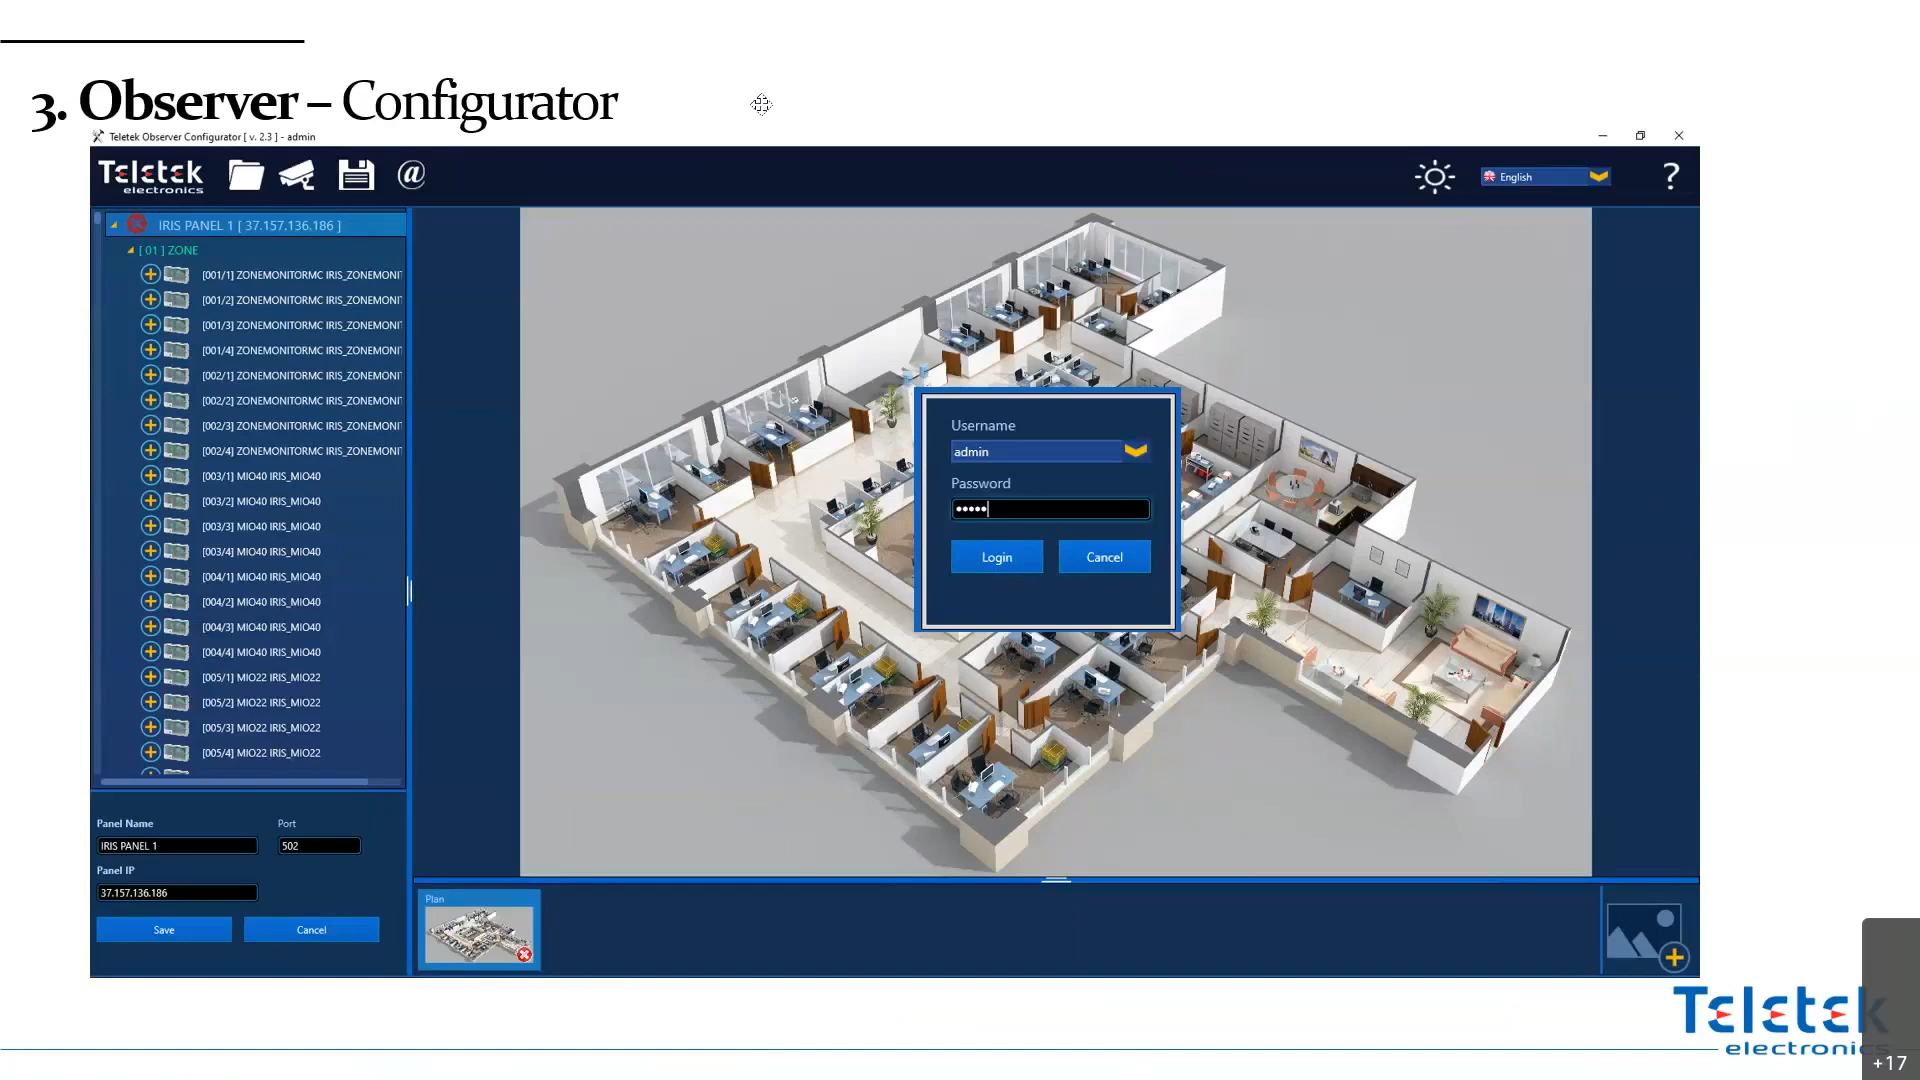 3. Observer – Configurator
Teletek Observer Configurator [ v. 2.3 ] - admin
Teletek
electronics
@
English
?
IRIS PANEL 1 [ 37.157.136.186 ]
[ 01 ] ZONE
[001/1] ZONEMONITORMC IRIS_ZONEMONIT
[001/2] ZONEMONITORMC IRIS_ZONEMONIT
[001/3] ZONEMONITORMC IRIS_ZONEMONIT
[001/4] ZONEMONITORMC IRIS_ZONEMONIT
[002/1] ZONEMONITORMC IRIS_ZONEMONIT
[002/2] ZONEMONITORMC IRIS_ZONEMONIT
[002/3] ZONEMONITORMC IRIS_ZONEMONIT
[002/4] ZONEMONITORMC IRIS_ZONEMONIT
[003/1] MIO40 IRIS_MIO40
[003/2] MIO40 IRIS_MIO40
[003/3] MIO40 IRIS_MIO40
[003/4] MIO40 IRIS_MIO40
[004/1] MIO40 IRIS_MIO40
[004/2] MIO40 IRIS_MIO40
[004/3] MIO40 IRIS_MIO40
[004/4] MIO40 IRIS_MIO40
[005/1] MIO22 IRIS_MIO22
[005/2] MIO22 IRIS_MIO22
[005/3] MIO22 IRIS_MIO22
[005/4] MIO22 IRIS_MIO22
Username
admin
Password
•••••
Login Cancel
Panel Name Port
IRIS PANEL 1 502
Panel IP
37.157.136.186
Save Cancel
Plan
Teletek
electronics
+17